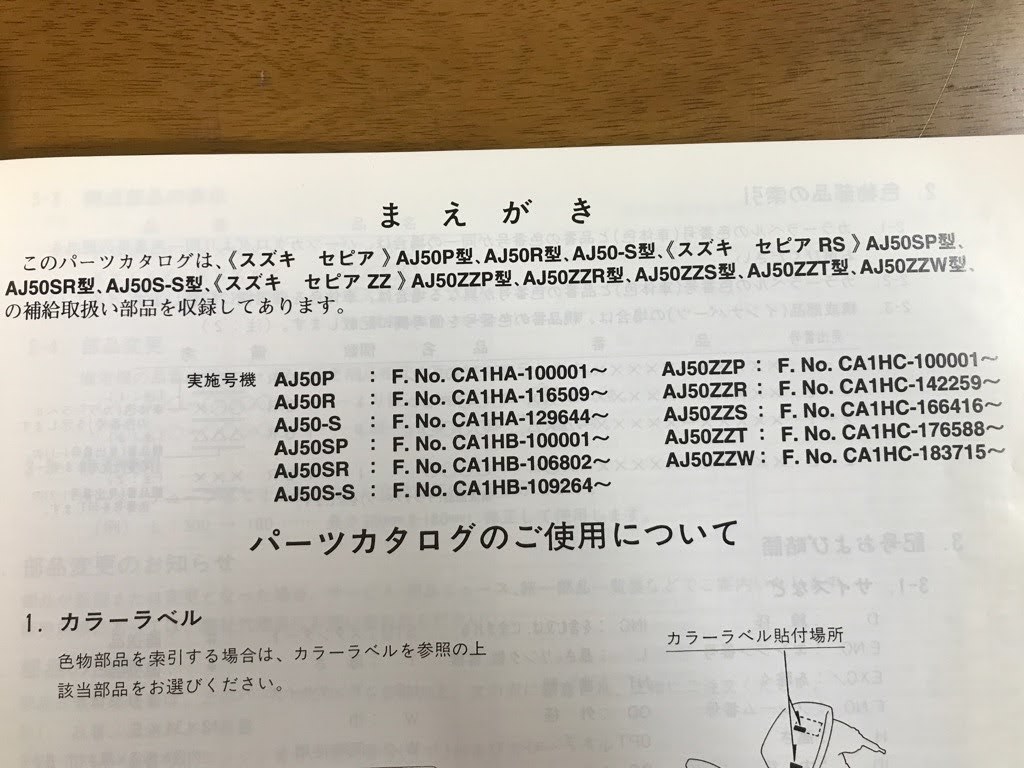 まえがき
このパーツカタログは、《スズキ セピア》AJ50P型、AJ50R型、AJ50-S型、《スズキ セピア RS》AJ50SP型、
AJ50SR型、AJ50S-S型、《スズキ セピア ZZ》AJ50ZZP型、AJ50ZZR型、AJ50ZZS型、AJ50ZZT型、AJ50ZZW型、
の補給取扱い部品を収録してあります。
実施号機 AJ50P : F. No. CA1HA-100001〜
AJ50R : F. No. CA1HA-116509〜
AJ50-S : F. No. CA1HA-129644〜
AJ50SP : F. No. CA1HB-100001〜
AJ50SR : F. No. CA1HB-106802〜
AJ50S-S : F. No. CA1HB-109264〜
AJ50ZZP : F. No. CA1HC-100001〜
AJ50ZZR : F. No. CA1HC-142259〜
AJ50ZZS : F. No. CA1HC-166416〜
AJ50ZZT : F. No. CA1HC-176588〜
AJ50ZZW : F. No. CA1HC-183715〜
パーツカタログのご使用について
1. カラーラベル
色物部品を索引する場合は、カラーラベルを参照の上
該当部品をお選びください。
カラーラベル貼付場所